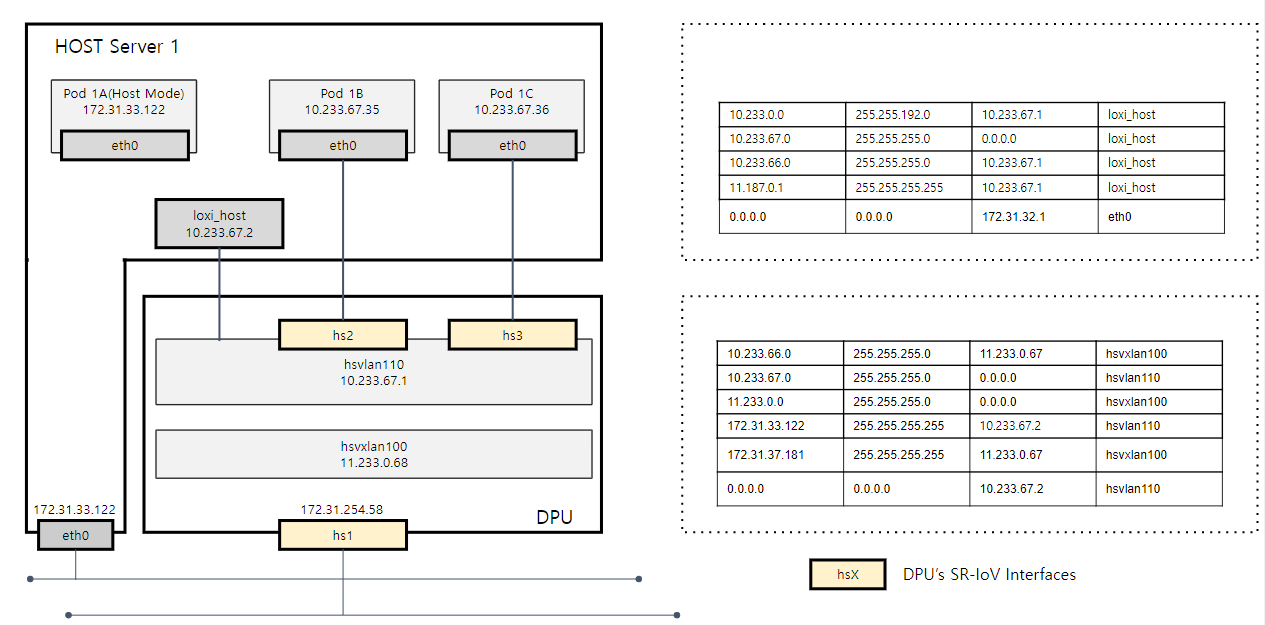 HOST Server 1
Pod 1A(Host Mode)
172.31.33.122
eth0
Pod 1B
10.233.67.35
eth0
Pod 1C
10.233.67.36
eth0
loxi_host
10.233.67.2
hs2
hs3
hsvlan110
10.233.67.1
hsvxlan100
11.233.0.68
172.31.33.122
eth0
172.31.254.58
hs1
DPU
10.233.0.0 255.255.192.0 10.233.67.1 loxi_host
10.233.67.0 255.255.255.0 0.0.0.0 loxi_host
10.233.66.0 255.255.255.0 10.233.67.1 loxi_host
11.187.0.1 255.255.255.255 10.233.67.1 loxi_host
0.0.0.0 0.0.0.0 172.31.32.1 eth0
10.233.66.0 255.255.255.0 11.233.0.67 hsvxlan100
10.233.67.0 255.255.255.0 0.0.0.0 hsvlan110
11.233.0.0 255.255.255.0 0.0.0.0 hsvxlan100
172.31.33.122 255.255.255.255 10.233.67.2 hsvlan110
172.31.37.181 255.255.255.255 11.233.0.67 hsvxlan100
0.0.0.0 0.0.0.0 10.233.67.2 hsvlan110
hsX
DPU's SR-IoV Interfaces